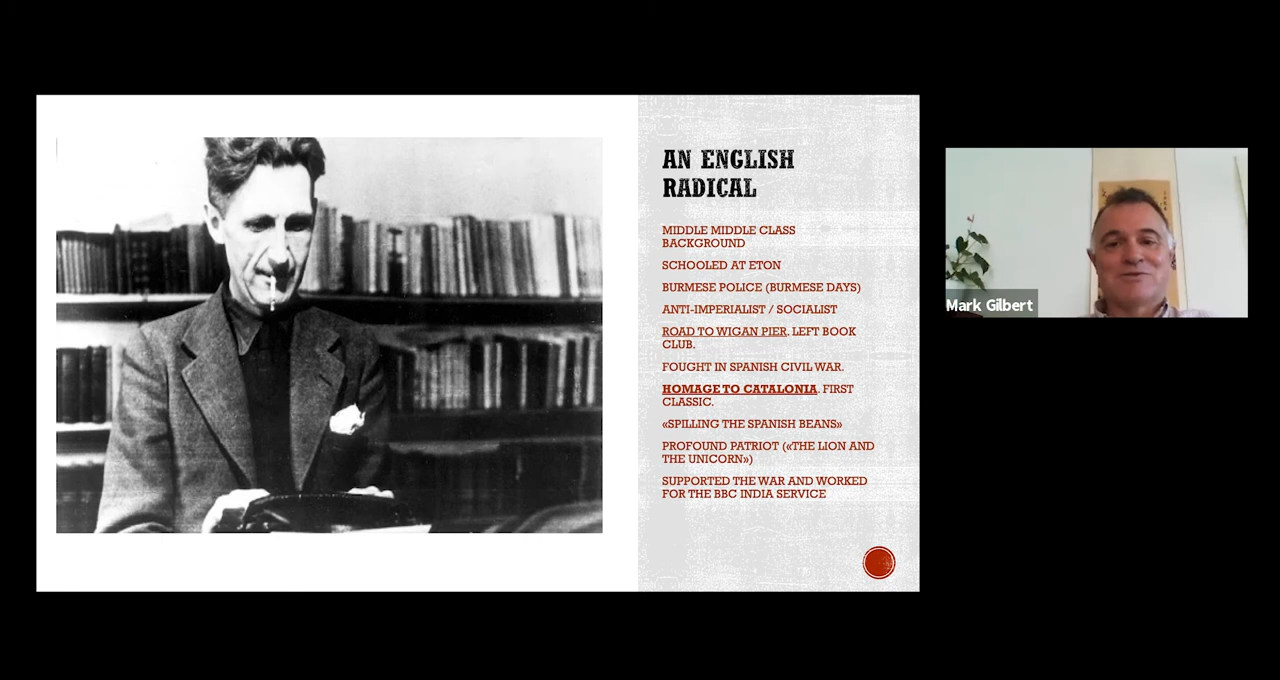 AN ENGLISH
RADICAL
MIDDLE MIDDLE CLASS
BACKGROUND
SCHOOLED AT ETON
BURMESE POLICE (BURMESE DAYS)
ANTI-IMPERIALIST / SOCIALIST
ROAD TO WIGAN PIER. LEFT BOOK
CLUB.
FOUGHT IN SPANISH CIVIL WAR.
HOMAGE TO CATALONIA. FIRST
CLASSIC.
«SPILLING THE SPANISH BEANS»
PROFOUND PATRIOT («THE LION AND
THE UNICORN»)
SUPPORTED THE WAR AND WORKED
FOR THE BBC INDIA SERVICE
Mark Gilbert